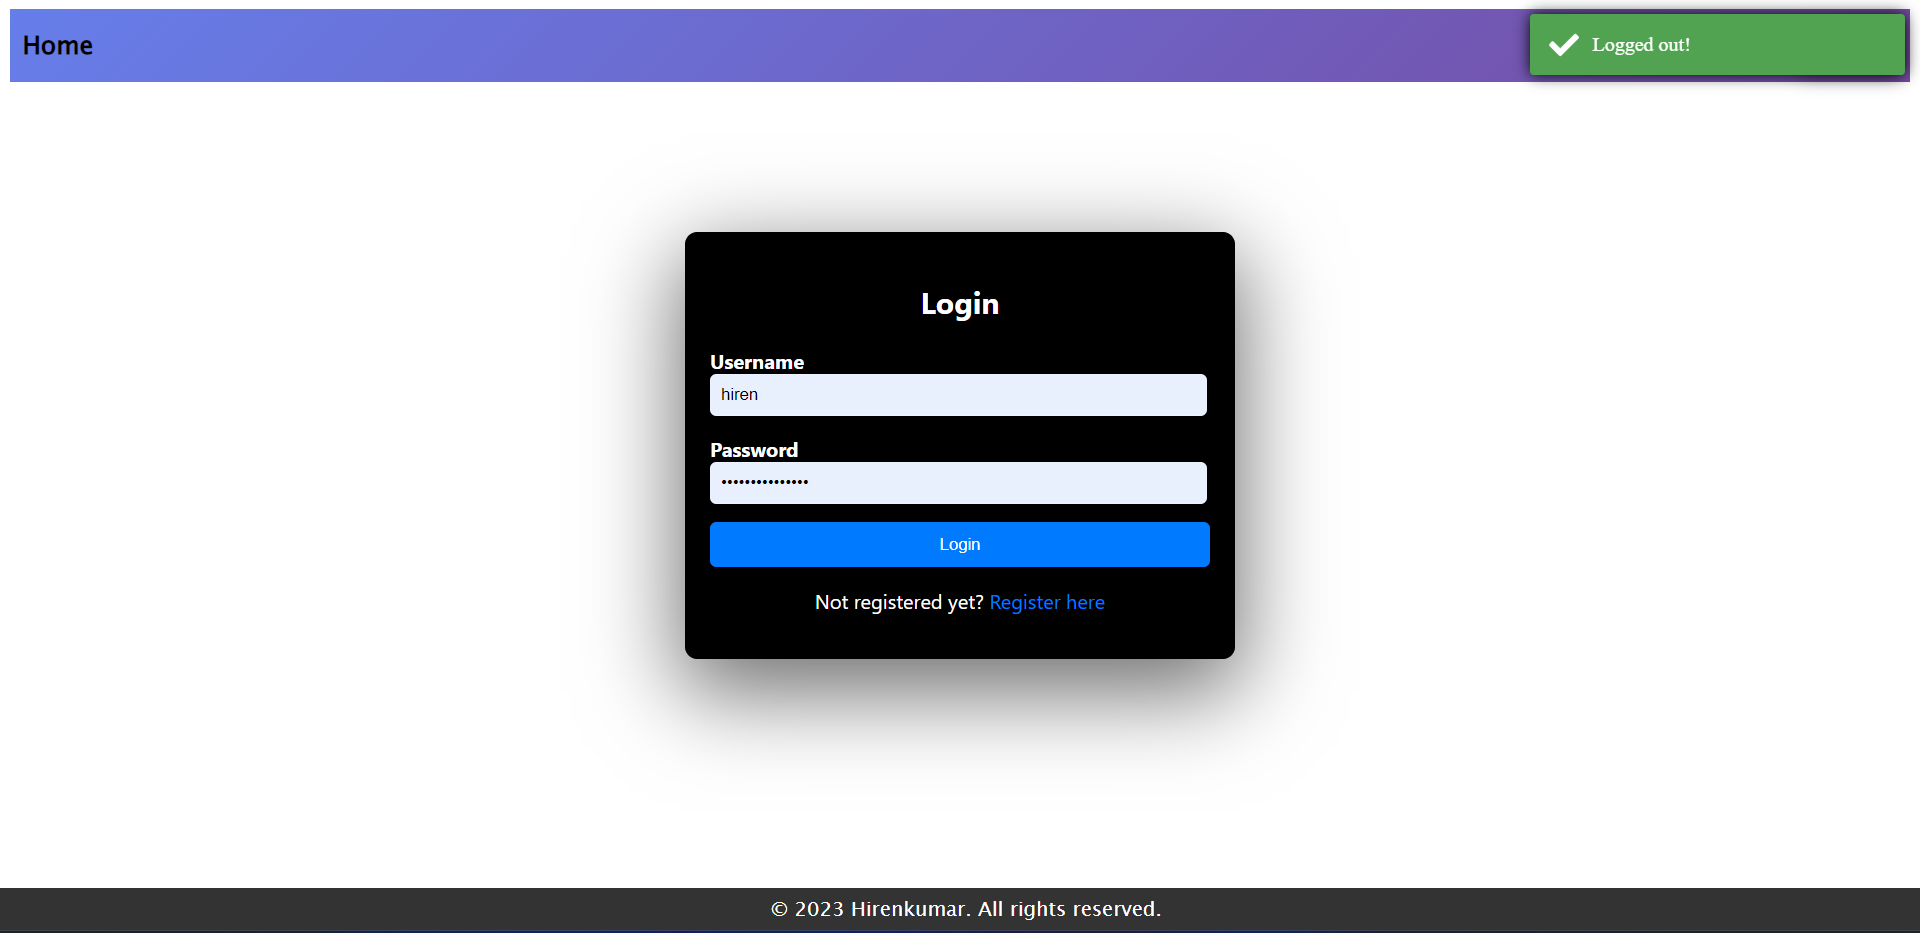 Home
Logged out!
Login
Username
hiren
Password
•••••••••••••••
Login
Not registered yet? Register here
© 2023 Hirenkumar. All rights reserved.